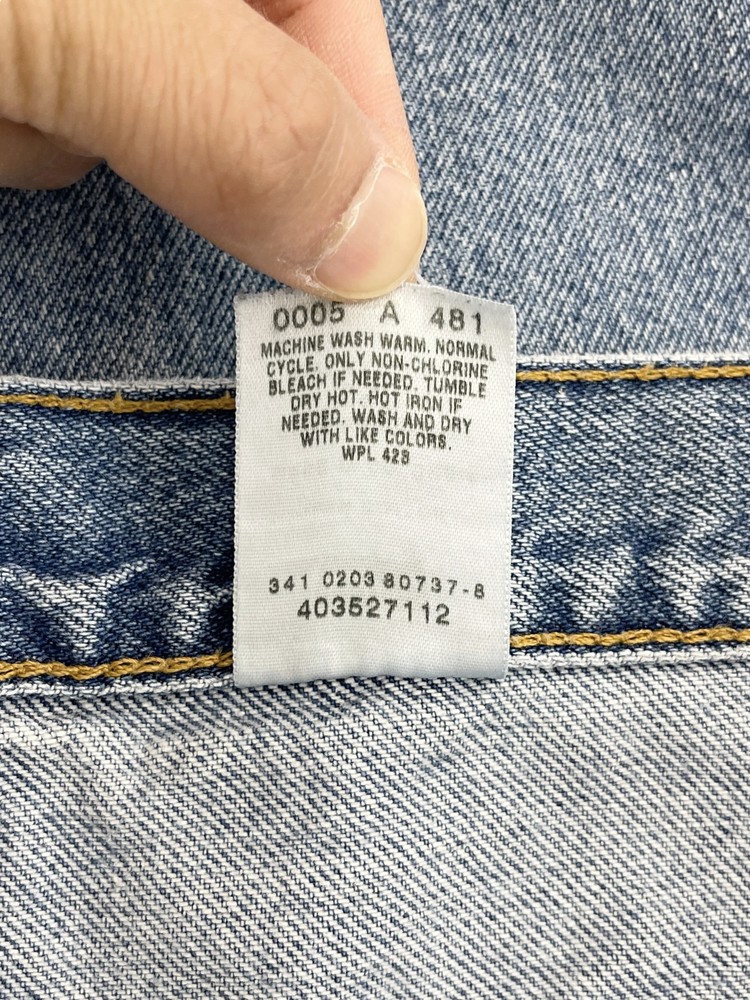 0005 A 481
MACHINE WASH WARM. NORMAL
CYCLE. ONLY NON-CHLORINE
BLEACH IF NEEDED. TUMBLE
DRY HOT. HOT IRON IF
NEEDED. WASH AND DRY
WITH LIKE COLORS.
WPL 423
341 0203 80737-8
403527112